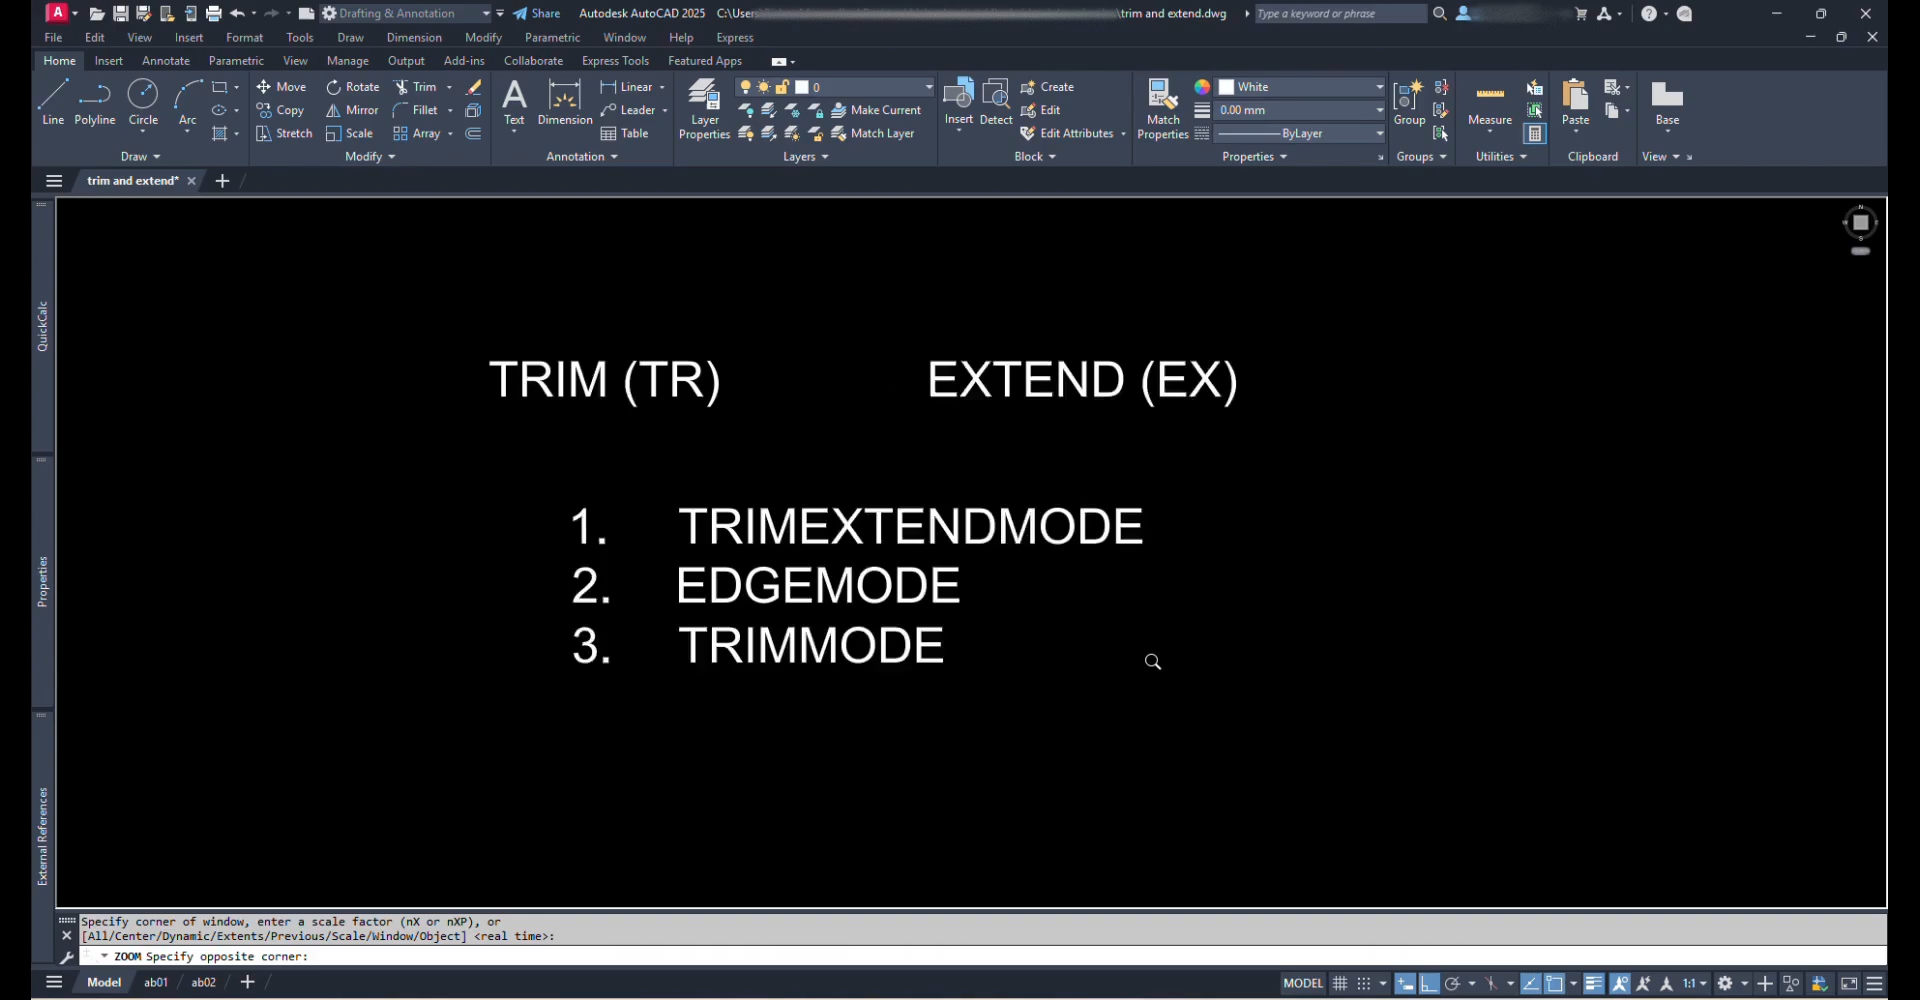 A Drafting & Annotation Share Autodesk AutoCAD 2025 C:\User \trim and extend.dwg Type a keyword or phrase
File Edit View Insert Format Tools Draw Dimension Modify Parametric Window Help Express
Home Insert Annotate Parametric View Manage Output Add-ins Collaborate Express Tools Featured Apps
Move Rotate Trim Linear 0 Create White
Line Polyline Circle Arc Copy Mirror Fillet Text Dimension Leader Layer Properties Make Current Insert Detect Edit Match Properties 0.00 mm Group Measure Paste Base
Stretch Scale Array Table Match Layer Edit Attributes ByLayer
Draw Modify Annotation Layers Block Properties Groups Utilities Clipboard View
trim and extend*
QuickCalc
Properties
External References
TRIM (TR) EXTEND (EX)
1. TRIMEXTENDMODE
2. EDGEMODE
3. TRIMMODE
Specify corner of window, enter a scale factor (nX or nXP), or
[All/Center/Dynamic/Extents/Previous/Scale/Window/Object] <real time>:
ZOOM Specify opposite corner:
Model ab01 ab02 MODEL 1:1